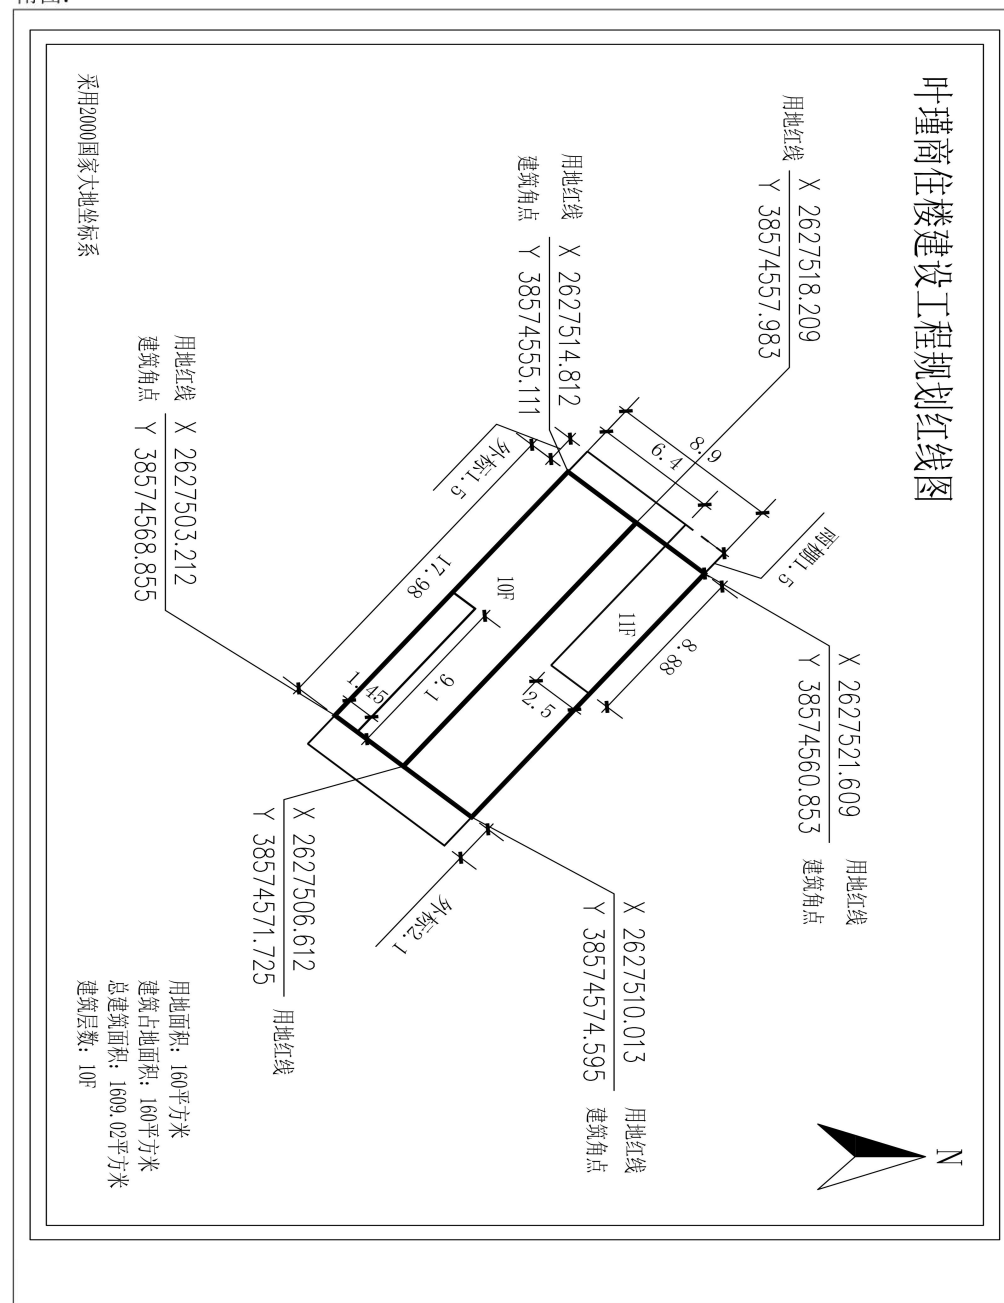 叶瑾商住楼建设工程规划红线图
用地红线
X 2627518.209
Y 38574557.983
用地红线
建筑角点
X 2627514.812
Y 38574555.111
X 2627521.609
Y 38574560.853
用地红线
建筑角点
8.9
6.4
雨棚1.5
外标1.5
17.98
10F
11F
8.88
2.5
9.1
1.45
外标2.1
用地红线
建筑角点
X 2627503.212
Y 38574568.855
X 2627510.013
Y 38574574.595
用地红线
建筑角点
X 2627506.612
Y 38574571.725
用地红线
采用2000国家大地坐标系
用地面积：160平方米
建筑占地面积：160平方米
总建筑面积：1609.02平方米
建筑层数：10F
N